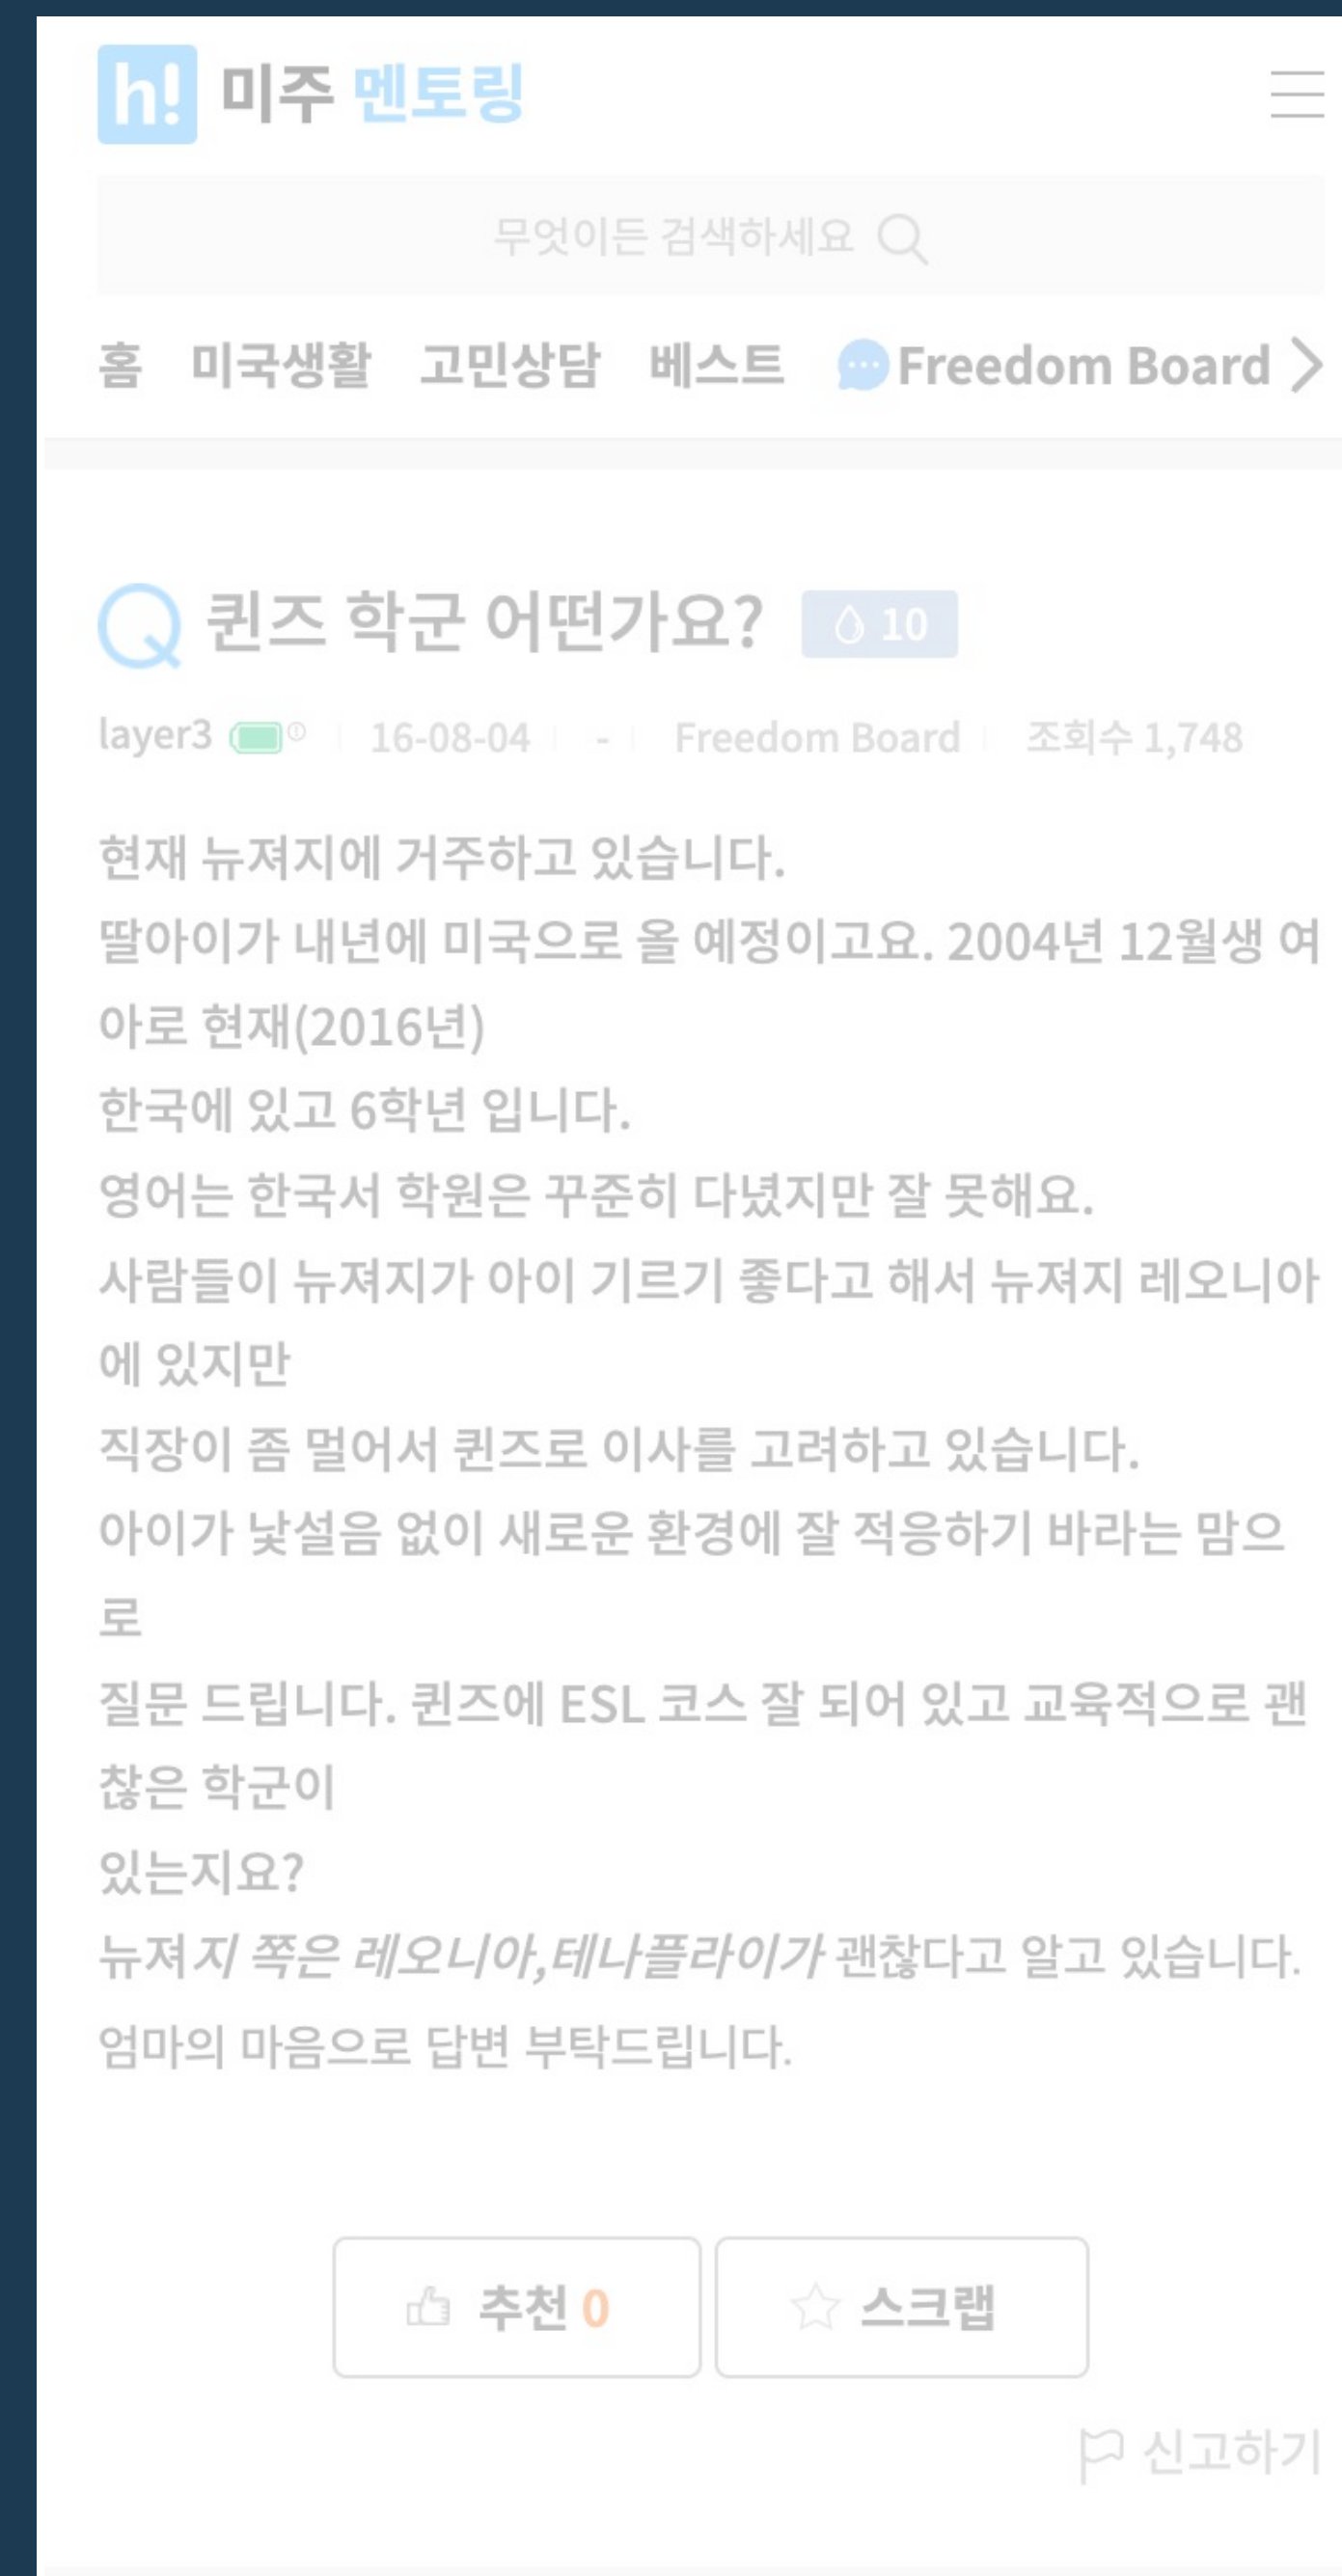 h! 미주 멘토링
무엇이든 검색하세요
홈 미국생활 고민상담 베스트 Freedom Board
Q 퀸즈 학군 어떤가요? 10
layer3 16-08-04 - Freedom Board 조회수 1,748
현재 뉴져지에 거주하고 있습니다.
딸아이가 내년에 미국으로 올 예정이고요. 2004년 12월생 여
아로 현재(2016년)
한국에 있고 6학년 입니다.
영어는 한국서 학원은 꾸준히 다녔지만 잘 못해요.
사람들이 뉴져지가 아이 기르기 좋다고 해서 뉴져지 레오니아
에 있지만
직장이 좀 멀어서 퀸즈로 이사를 고려하고 있습니다.
아이가 낯설음 없이 새로운 환경에 잘 적응하기 바라는 맘으
로
질문 드립니다. 퀸즈에 ESL 코스 잘 되어 있고 교육적으로 괜
찮은 학군이
있는지요?
뉴져지 쪽은 레오니아,테나플라이가 괜찮다고 알고 있습니다.
엄마의 마음으로 답변 부탁드립니다.
추천 0 스크랩
신고하기